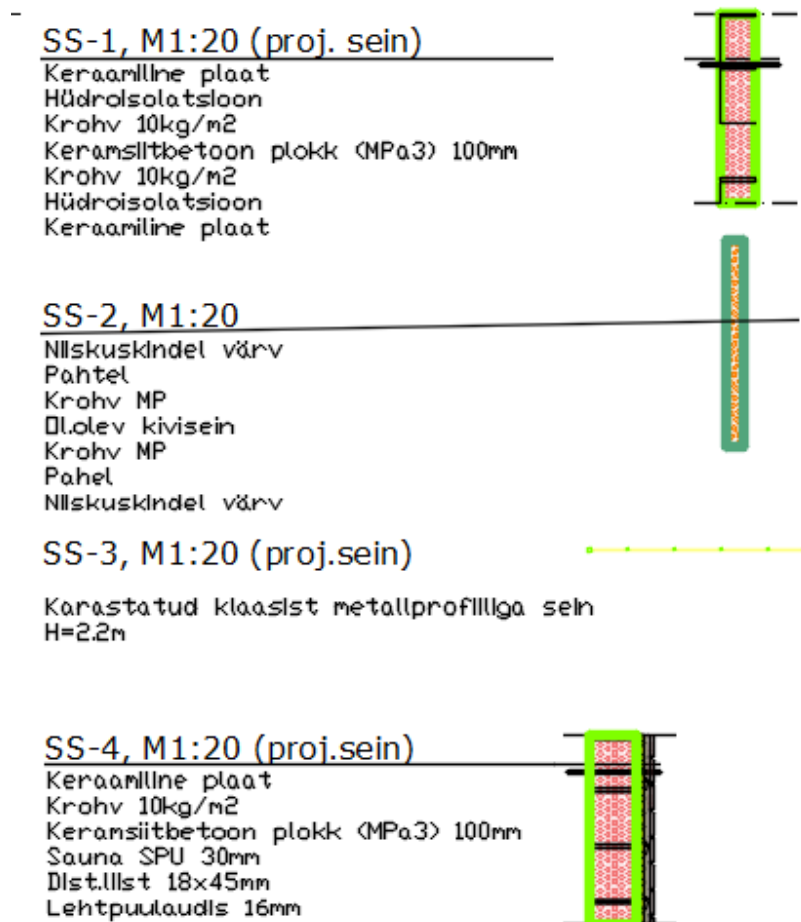 SS-1, M1:20 (proj. sein)
Keraamiline plaat
Hüdroisolatsioon
Krohv 10kg/m2
Keramsiitbetoon plokk (MPa3) 100mm
Krohv 10kg/m2
Hüdroisolatsioon
Keraamiline plaat
SS-2, M1:20
Niiskuskindel värv
Pahtel
Krohv MP
Ol.olev kivisein
Krohv MP
Pahel
Niiskuskindel värv
SS-3, M1:20 (proj.sein)
Karastatud klaasist metallprofiiliga sein
H=2.2m
SS-4, M1:20 (proj.sein)
Keraamiline plaat
Krohv 10kg/m2
Keramsiitbetoon plokk (MPa3) 100mm
Sauna SPU 30mm
Dist.liist 18x45mm
Lehtpuulaudis 16mm